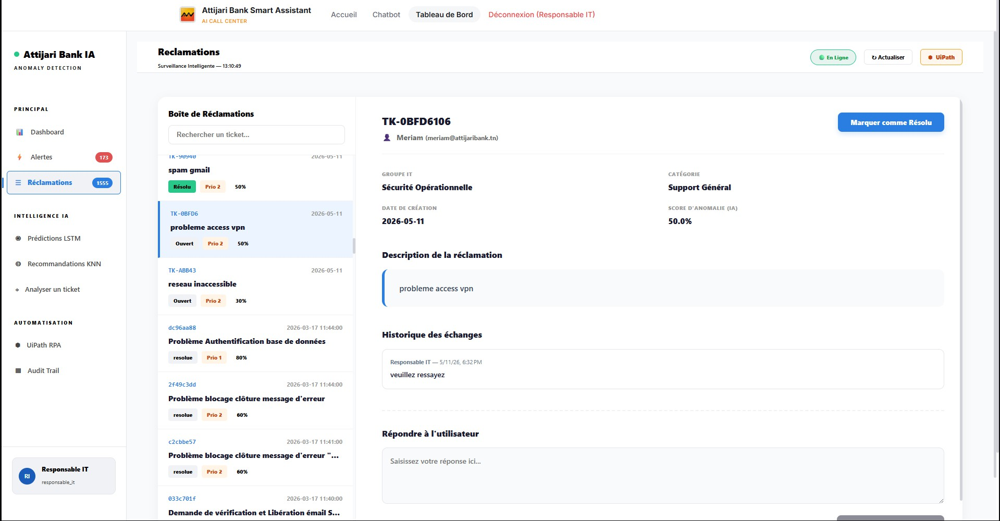 Attijari Bank Smart Assistant
AI CALL CENTER
Accueil
Chatbot
Tableau de Bord
Déconnexion (Responsable IT)
Attijari Bank IA
ANOMALY DETECTION
PRINCIPAL
Dashboard
Alertes 173
Réclamations 1555
INTELLIGENCE IA
Prédictions LSTM
Recommandations KNN
Analyser un ticket
AUTOMATISATION
UiPath RPA
Audit Trail
RI
Responsable IT
responsable_it
Reclamations
Surveillance Intelligente — 13:10:49
En Ligne
↻ Actualiser
UiPath
Boîte de Réclamations
Rechercher un ticket...
TK-90940 2026-05-11
spam gmail
Résolu Prio 2 50%
TK-0BFD6 2026-05-11
probleme access vpn
Ouvert Prio 2 50%
TK-ABB43 2026-05-11
reseau inaccessible
Ouvert Prio 2 30%
dc96aa88 2026-03-17 11:44:00
Problème Authentification base de données
resolue Prio 1 80%
2f49c3dd 2026-03-17 11:44:00
Problème blocage clôture message d'erreur
resolue Prio 2 60%
c2cbbe57 2026-03-17 11:41:00
Problème blocage clôture message d'erreur "...
resolue Prio 2 60%
033c701f 2026-03-17 11:40:00
Demande de vérification et Libération émail S...
TK-0BFD6106
Meriam (meriam@attijaribank.tn)
Marquer comme Résolu
GROUPE IT
Sécurité Opérationnelle
CATÉGORIE
Support Général
DATE DE CRÉATION
2026-05-11
SCORE D'ANOMALIE (IA)
50.0%
Description de la réclamation
probleme access vpn
Historique des échanges
Responsable IT — 5/11/26, 6:32 PM
veuillez ressayez
Répondre à l'utilisateur
Saisissez votre réponse ici...